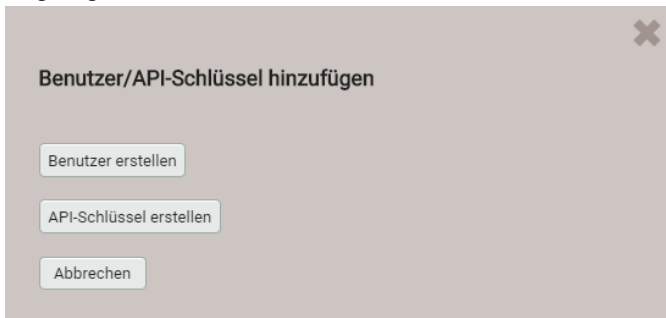 Benutzer/API-Schlüssel hinzufügen
Benutzer erstellen
API-Schlüssel erstellen
Abbrechen